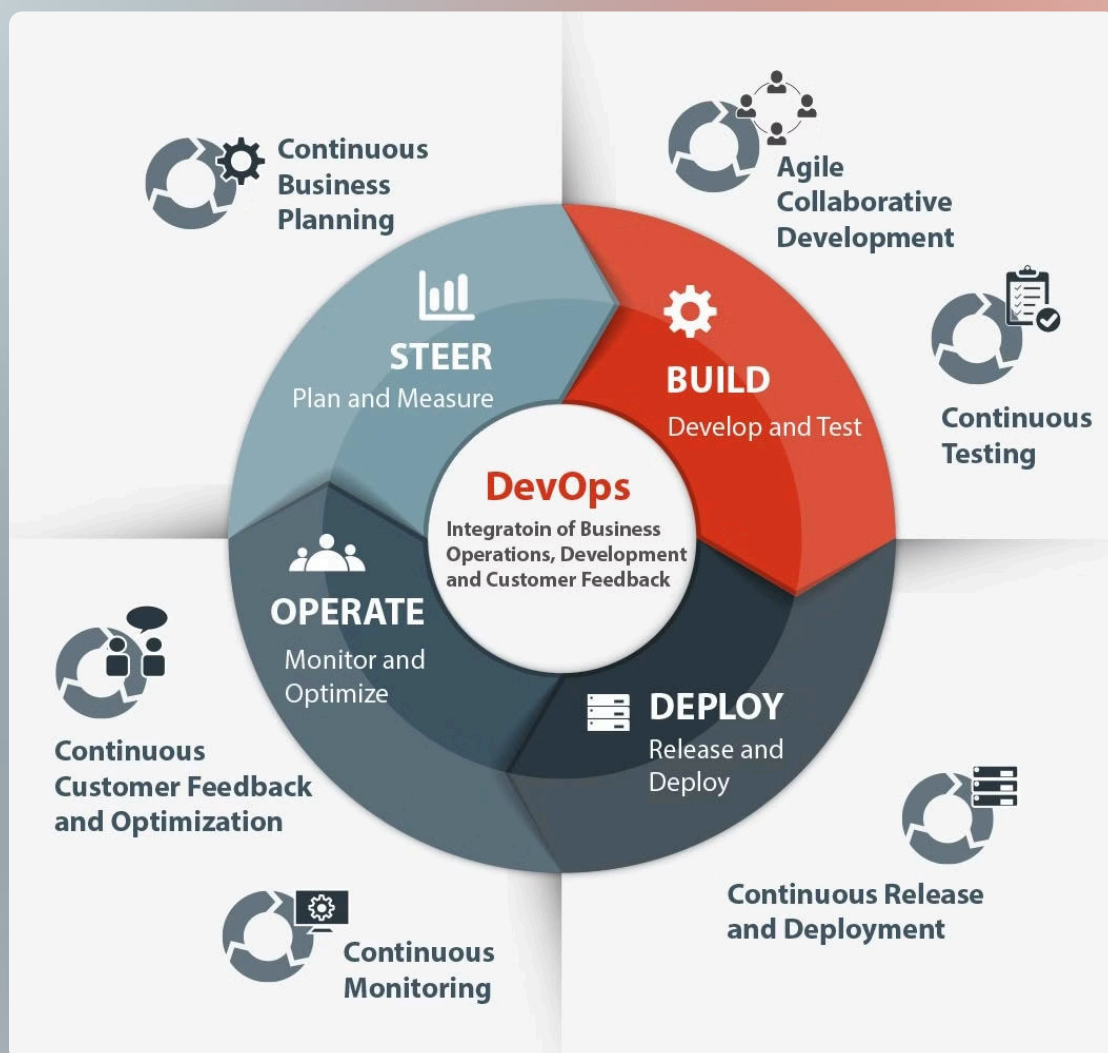 Continuous
Business
Planning
Agile
Collaborative
Development
STEER
Plan and Measure
BUILD
Develop and Test
Continuous
Testing
DevOps
Integratoin of Business
Operations, Development
and Customer Feedback
OPERATE
Monitor and
Optimize
DEPLOY
Release and
Deploy
Continuous
Customer Feedback
and Optimization
Continuous Release
and Deployment
Continuous
Monitoring